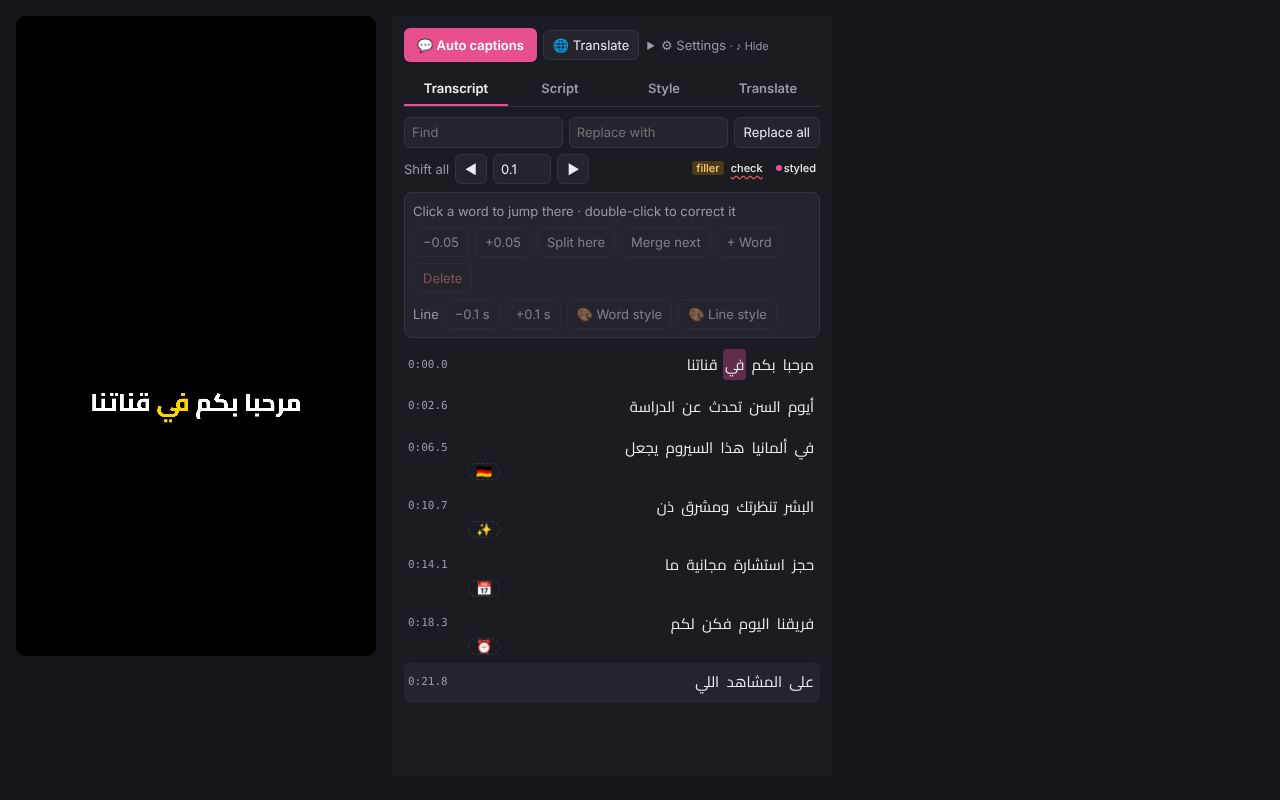 مرحبا بكم في قناتنا
💬 Auto captions 🌐 Translate ▶ ⚙ Settings · ♪ Hide
Transcript Script Style Translate
Find Replace with Replace all
Shift all ◀ 0.1 ▶ filler check styled
Click a word to jump there · double-click to correct it
−0.05 +0.05 Split here Merge next + Word
Delete
Line −0.1 s +0.1 s 🎨 Word style 🎨 Line style
0:00.0 مرحبا بكم في قناتنا
0:02.6 أيوم السن تحدث عن الدراسة
0:06.5 في ألمانيا هذا السيروم يجعل
🇩🇪
0:10.7 البشر تنظرتك ومشرق ذن
✨
0:14.1 حجز استشارة مجانية ما
📅
0:18.3 فريقنا اليوم فكن لكم
⏰
0:21.8 على المشاهد اللي